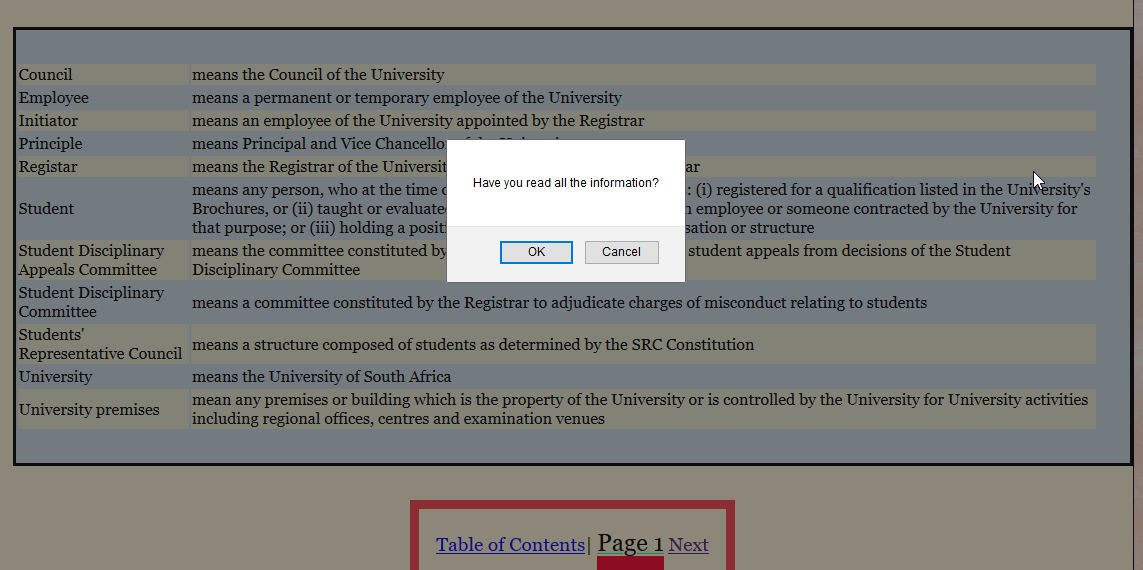 Council means the Council of the University
Employee means a permanent or temporary employee of the University
Initiator means an employee of the University appointed by the Registrar
Principle means Principal and Vice Chancello
Registar means the Registrar of the Universit ar
Student means any person, who at the time : (i) registered for a qualification listed in the University's
Brochures, or (ii) taught or evaluate n employee or someone contracted by the University for
that purpose; or (iii) holding a posit sation or structure
Student Disciplinary
Appeals Committee
means the committee constituted by student appeals from decisions of the Student
Disciplinary Committee
Student Disciplinary
Committee
means a committee constituted by the Registrar to adjudicate charges of misconduct relating to students
Students'
Representative Council
means a structure composed of students as determined by the SRC Constitution
University means the University of South Africa
University premises
mean any premises or building which is the property of the University or is controlled by the University for University activities
including regional offices, centres and examination venues
Have you read all the information?
OK Cancel
Table of Contents| Page 1 Next